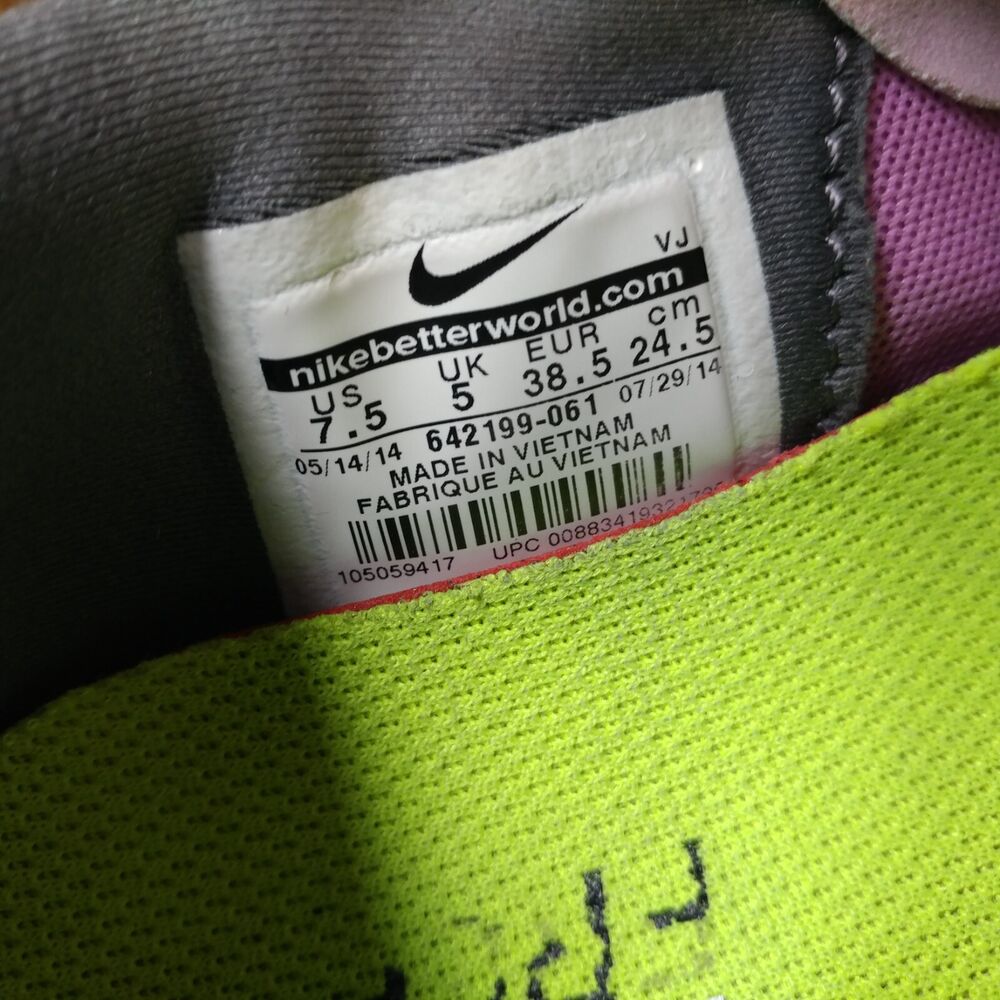 VJ
nikebetterworld.com
US UK EUR cm
7.5 5 38.5 24.5
05/14/14 642199-061 07/29/14
MADE IN VIETNAM
FABRIQUE AU VIETNAM
105059417 UPC